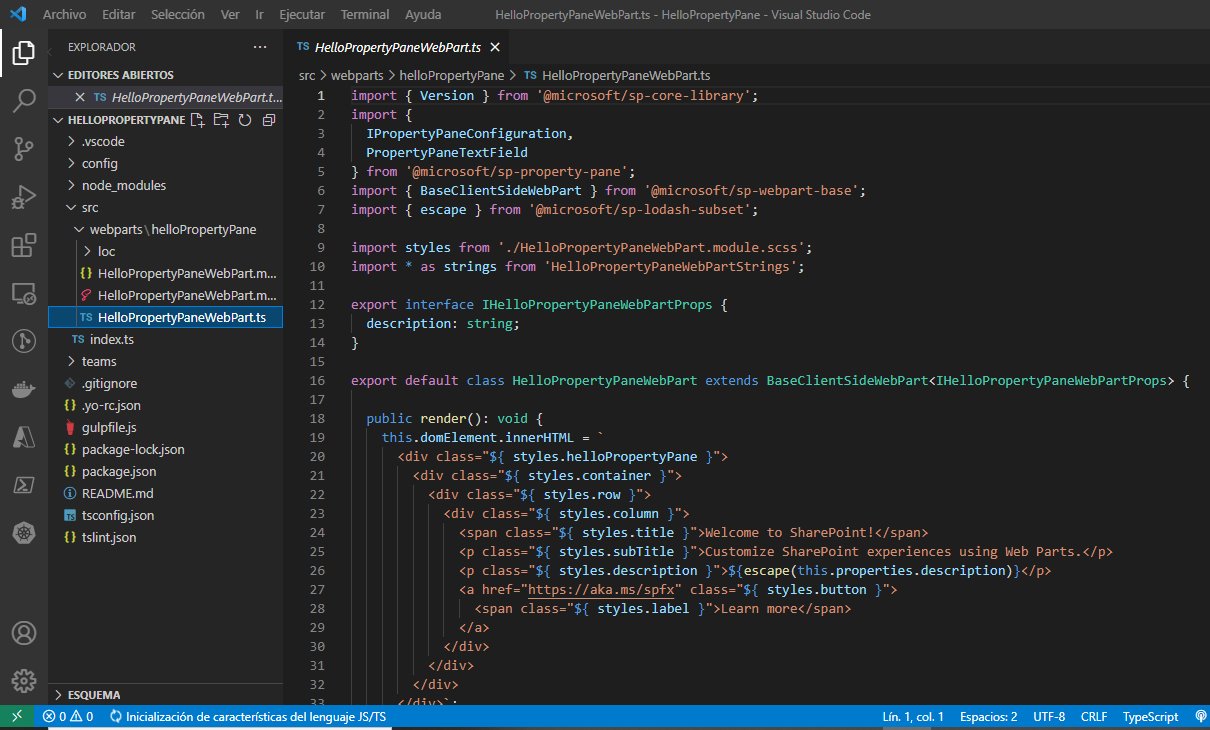 Archivo Editar Selección Ver Ir Ejecutar Terminal Ayuda HelloPropertyPaneWebPart.ts - HelloPropertyPane - Visual Studio Code
EXPLORADOR ···
EDITORES ABIERTOS
TS HelloPropertyPaneWebPart.t...
HELLOPROPERTYPANE
.vscode
config
node_modules
src
webparts\helloPropertyPane
loc
{} HelloPropertyPaneWebPart.m...
HelloPropertyPaneWebPart.m...
TS HelloPropertyPaneWebPart.ts
TS index.ts
teams
.gitignore
{} .yo-rc.json
gulpfile.js
{} package-lock.json
{} package.json
README.md
TS tsconfig.json
{} tslint.json
ESQUEMA
TS HelloPropertyPaneWebPart.ts
src > webparts > helloPropertyPane > TS HelloPropertyPaneWebPart.ts
1 import { Version } from '@microsoft/sp-core-library';
2 import {
3 IPropertyPaneConfiguration,
4 PropertyPaneTextField
5 } from '@microsoft/sp-property-pane';
6 import { BaseClientSideWebPart } from '@microsoft/sp-webpart-base';
7 import { escape } from '@microsoft/sp-lodash-subset';
8
9 import styles from './HelloPropertyPaneWebPart.module.scss';
10 import * as strings from 'HelloPropertyPaneWebPartStrings';
11
12 export interface IHelloPropertyPaneWebPartProps {
13 description: string;
14 }
15
16 export default class HelloPropertyPaneWebPart extends BaseClientSideWebPart<IHelloPropertyPaneWebPartProps> {
17
18 public render(): void {
19 this.domElement.innerHTML = `
20 <div class="${ styles.helloPropertyPane }">
21 <div class="${ styles.container }">
22 <div class="${ styles.row }">
23 <div class="${ styles.column }">
24 <span class="${ styles.title }">Welcome to SharePoint!</span>
25 <p class="${ styles.subTitle }">Customize SharePoint experiences using Web Parts.</p>
26 <p class="${ styles.description }">${escape(this.properties.description)}</p>
27 <a href="https://aka.ms/spfx" class="${ styles.button }">
28 <span class="${ styles.label }">Learn more</span>
29 </a>
30 </div>
31 </div>
32 </div>
33 </div>`;
0 0 Inicialización de características del lenguaje JS/TS Lín. 1, col. 1 Espacios: 2 UTF-8 CRLF TypeScript